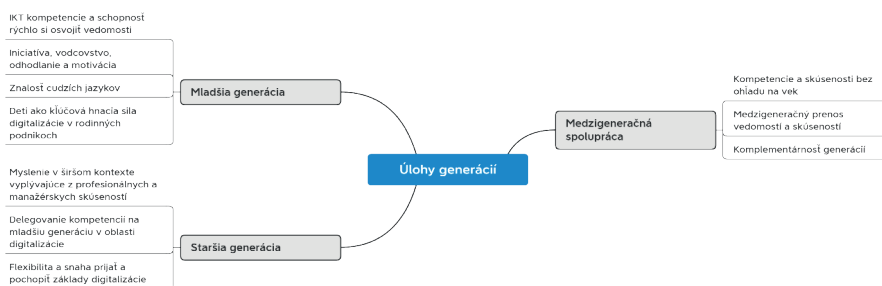 IKT kompetencie a schopnosť
rýchlo si osvojiť vedomosti
Iniciatíva, vodcovstvo,
odhodlanie a motivácia
Znalosť cudzích jazykov
Deti ako kľúčová hnacia sila
digitalizácie v rodinných
podnikoch
Mladšia generácia
Myslenie v širšom kontexte
vyplývajúce z profesionálnych a
manažérskych skúseností
Delegovanie kompetencií na
mladšiu generáciu v oblasti
digitalizácie
Flexibilita a snaha prijať a
pochopiť základy digitalizácie
Staršia generácia
Úlohy generácií
Medzigeneračná
spolupráca
Kompetencie a skúsenosti bez
ohľadu na vek
Medzigeneračný prenos
vedomostí a skúseností
Komplementárnosť generácií